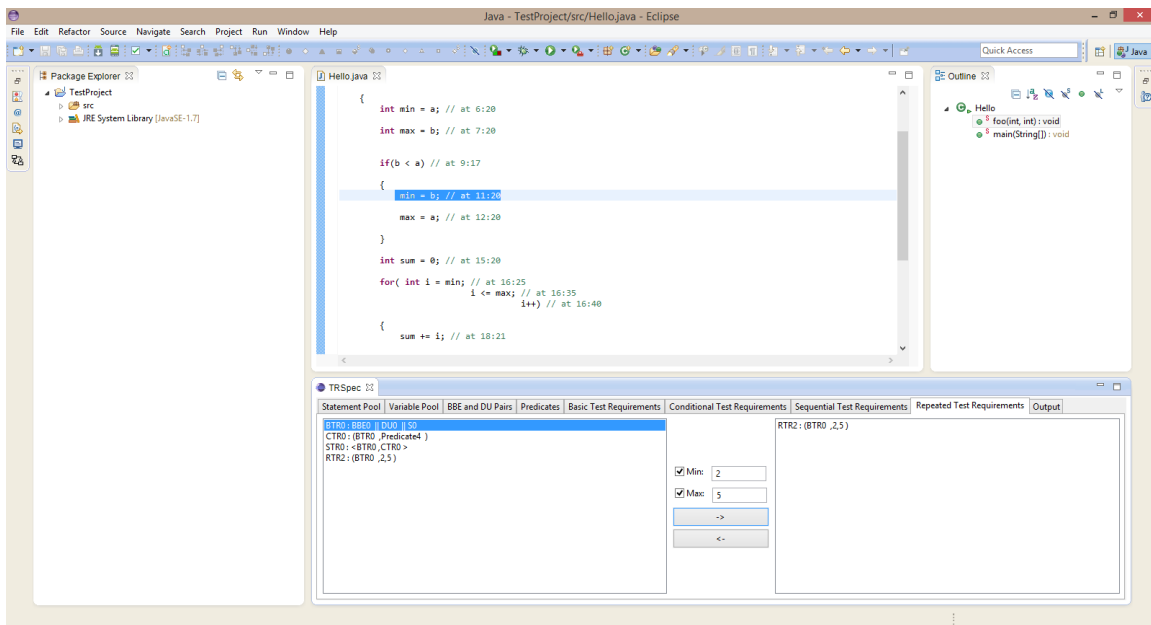 Java - TestProject/src/Hello.java - Eclipse
File Edit Refactor Source Navigate Search Project Run Window Help
Quick Access
Java
Package Explorer
TestProject
src
JRE System Library [JavaSE-1.7]
Hello.java
{
int min = a; // at 6:20
int max = b; // at 7:20
if(b < a) // at 9:17
{
min = b; // at 11:20
max = a; // at 12:20
}
int sum = 0; // at 15:20
for( int i = min; // at 16:25
i <= max; // at 16:35
i++) // at 16:40
{
sum += i; // at 18:21
Outline
Hello
foo(int, int) : void
main(String[]) : void
TRSpec
Statement Pool Variable Pool BBE and DU Pairs Predicates Basic Test Requirements Conditional Test Requirements Sequential Test Requirements Repeated Test Requirements Output
BTR0 : BBE0 || DU0 || S0
CTR0 : (BTR0 ,Predicate4 )
STR0 : <BTR0 ,CTR0 >
RTR2 : (BTR0 ,2,5 )
Min: 2
Max: 5
->
<-
RTR2 : (BTR0 ,2,5 )